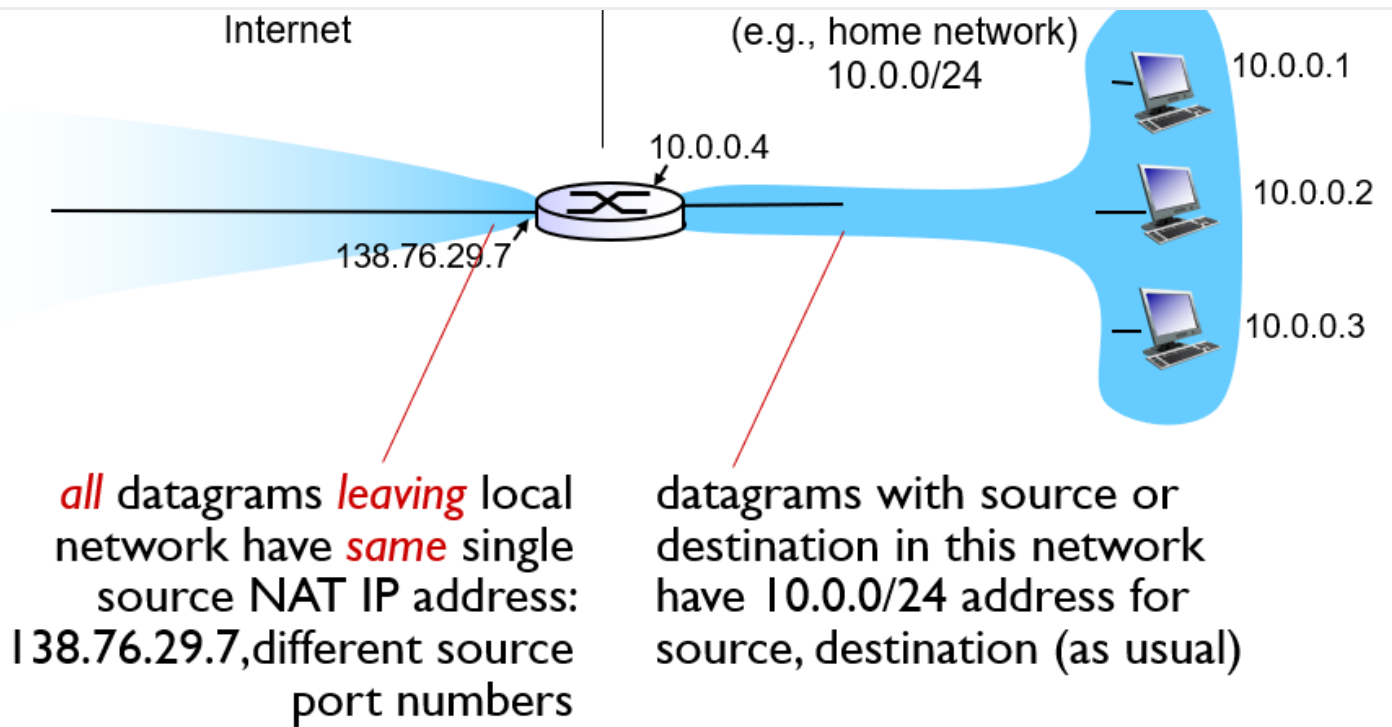 Internet
(e.g., home network)
10.0.0/24
10.0.0.1
10.0.0.4
10.0.0.2
138.76.29.7
10.0.0.3
all datagrams leaving local
network have same single
source NAT IP address:
138.76.29.7,different source
port numbers
datagrams with source or
destination in this network
have 10.0.0/24 address for
source, destination (as usual)